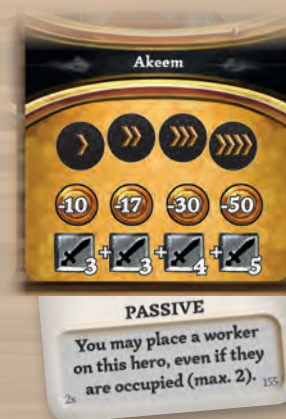 Akeem
-10 -17 -30 -50
3 + 3 + 4 + 5
PASSIVE
You may place a worker
on this hero, even if they
are occupied (max. 2).
2x 155